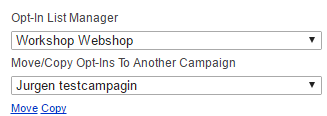 Opt-In List Manager
Workshop Webshop
Move/Copy Opt-Ins To Another Campaign
Jurgen testcampagin
Move Copy